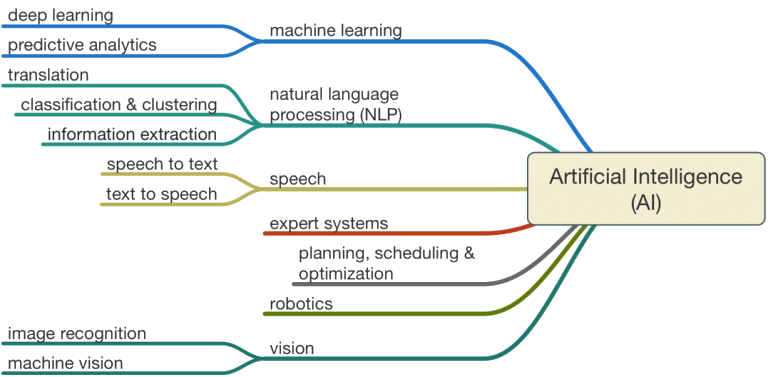 deep learning
machine learning
predictive analytics
translation
natural language
processing (NLP)
classification & clustering
information extraction
speech to text
speech
text to speech
Artificial Intelligence
(AI)
expert systems
planning, scheduling &
optimization
robotics
image recognition
vision
machine vision